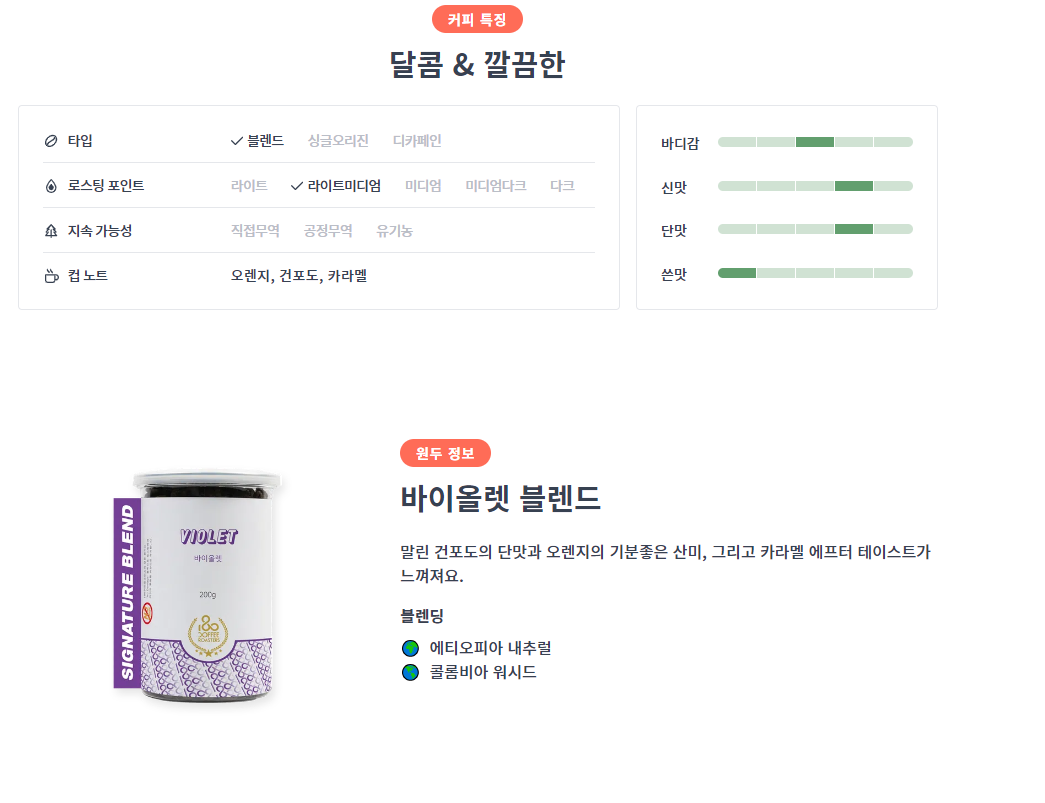 커피 특징
달콤 & 깔끔한
타입 블렌드 싱글오리진 디카페인
로스팅 포인트 라이트 라이트미디엄 미디엄 미디엄다크 다크
지속 가능성 직접무역 공정무역 유기농
컵 노트 오렌지, 건포도, 카라멜
바디감
신맛
단맛
쓴맛
SIGNATURE BLEND
VIOLET
바이올렛
200g
180
COFFEE
ROASTERS
원두 정보
바이올렛 블렌드
말린 건포도의 단맛과 오렌지의 기분좋은 산미, 그리고 카라멜 에프터 테이스트가
느껴져요.
블렌딩
에티오피아 내추럴
콜롬비아 워시드